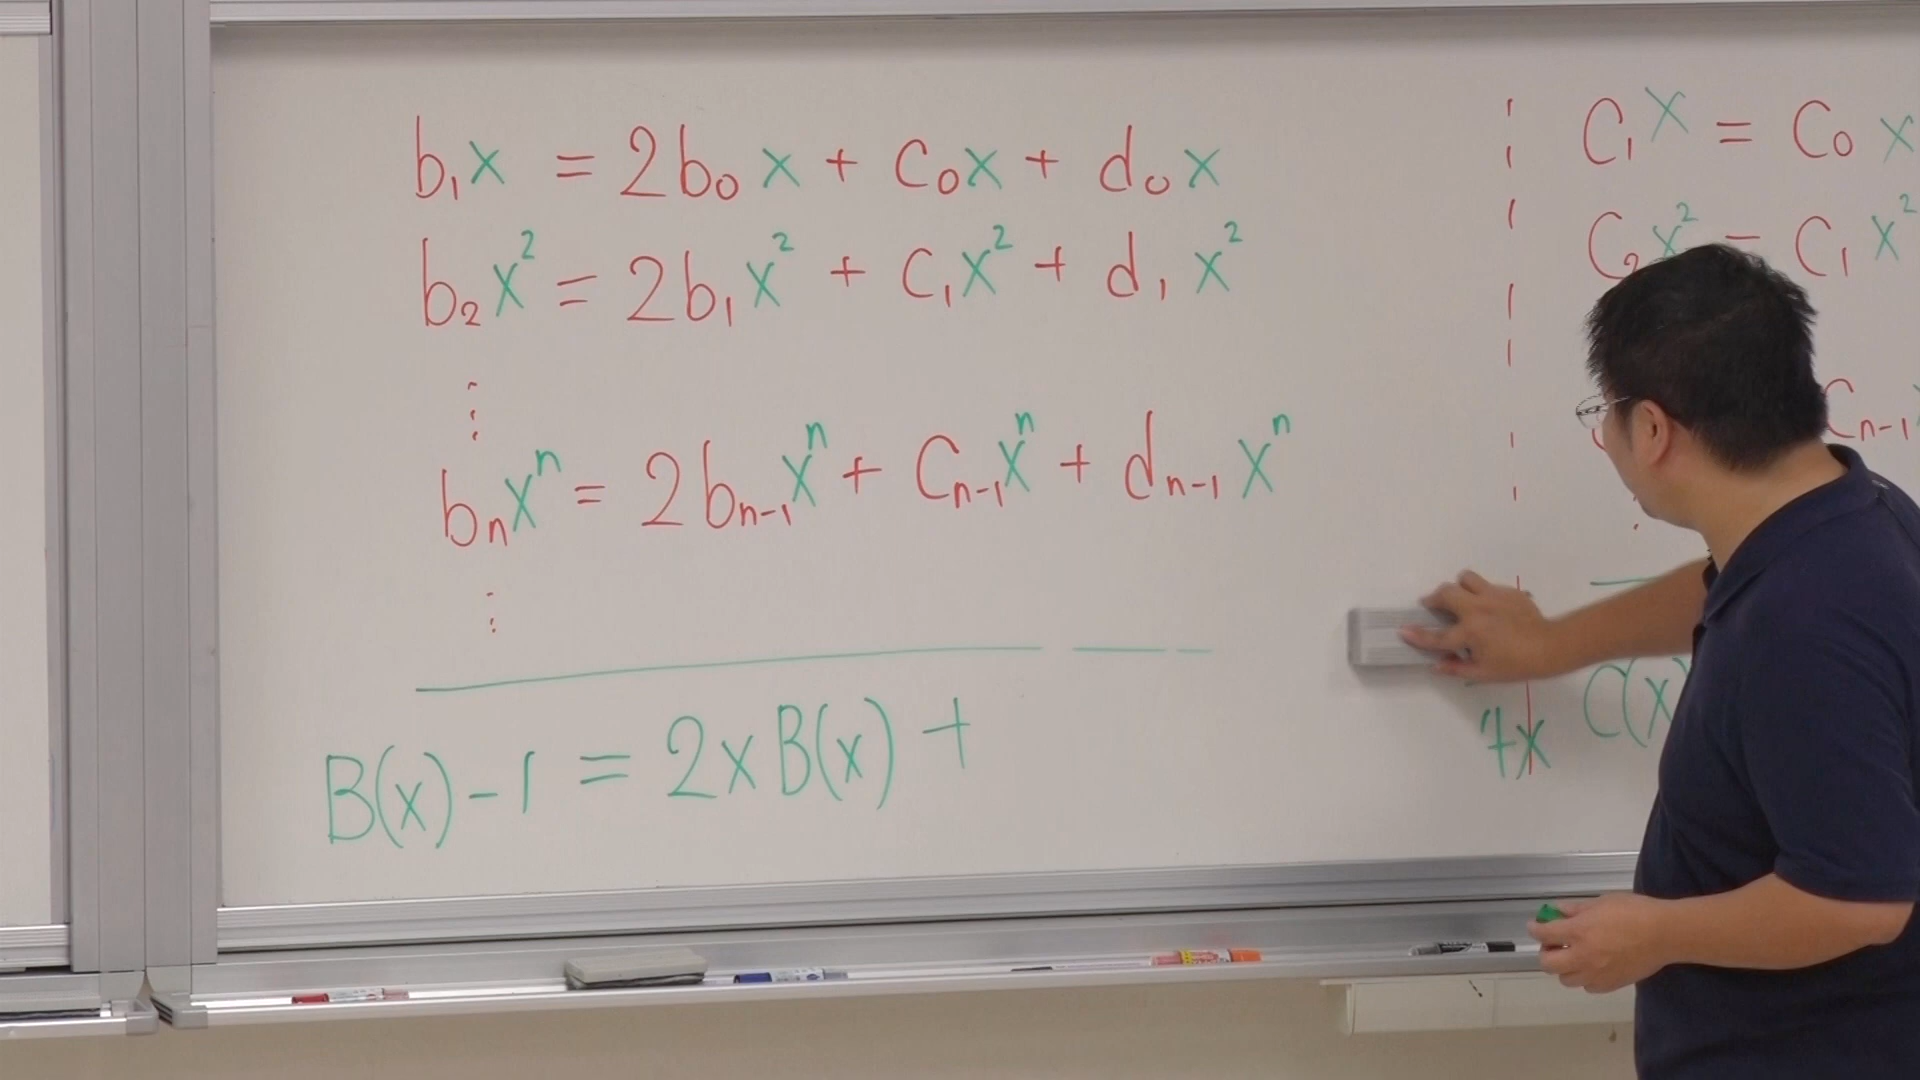 b₁x = 2b₀x + c₀x + d₀x
b₂x² = 2b₁x² + c₁x² + d₁x²
⋮
bₙxⁿ = 2bₙ₋₁xⁿ + cₙ₋₁xⁿ + dₙ₋₁xⁿ
⋮
B(x) - 1 = 2xB(x) +
C₁x = C₀x
C₂x² = C₁x²
Cₙ₋₁
C(x)